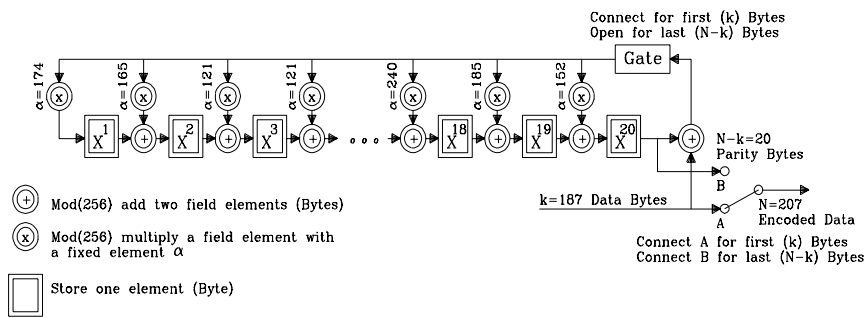 Connect for first (k) Bytes
Open for last (N-k) Bytes
Gate
α=174
α=165
α=121
α=121
α=240
α=185
α=152
x x x x x x x
X¹ + X² + X³ + ∘∘∘ + X¹⁸ + X¹⁹ + X²⁰ +
N-k=20
Parity Bytes
B
k=187 Data Bytes
A
N=207
Encoded Data
Connect A for first (k) Bytes
Connect B for last (N-k) Bytes
+ Mod(256) add two field elements (Bytes)
x Mod(256) multiply a field element with
a fixed element α
Store one element (Byte)